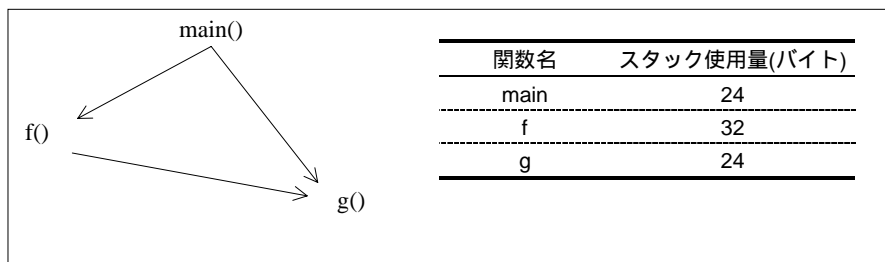 main()
f()
g()
関数名 スタック使用量(バイト)
main 24
f 32
g 24